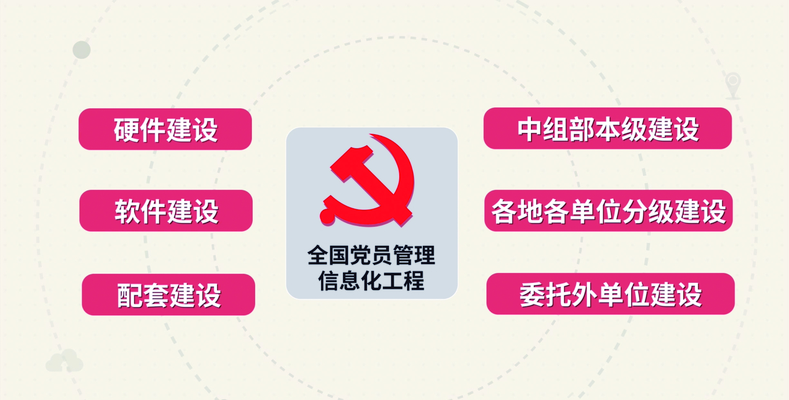 硬件建设
软件建设
配套建设
全国党员管理
信息化工程
中组部本级建设
各地各单位分级建设
委托外单位建设